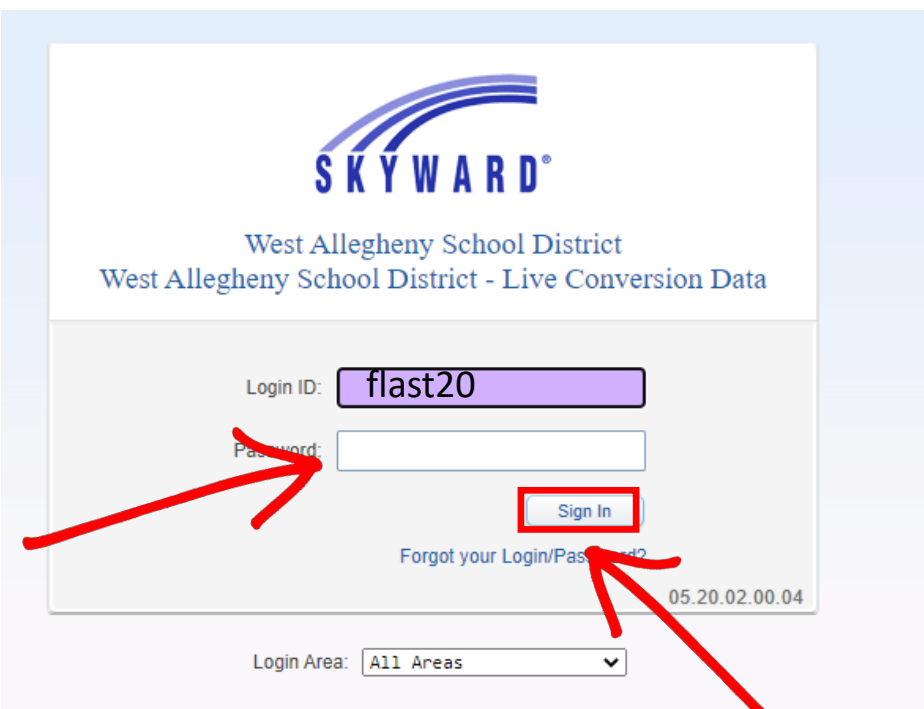 SKYWARD®
West Allegheny School District
West Allegheny School District - Live Conversion Data
Login ID: flast20
Password:
Sign In
Forgot your Login/Password?
05.20.02.00.04
Login Area: All Areas